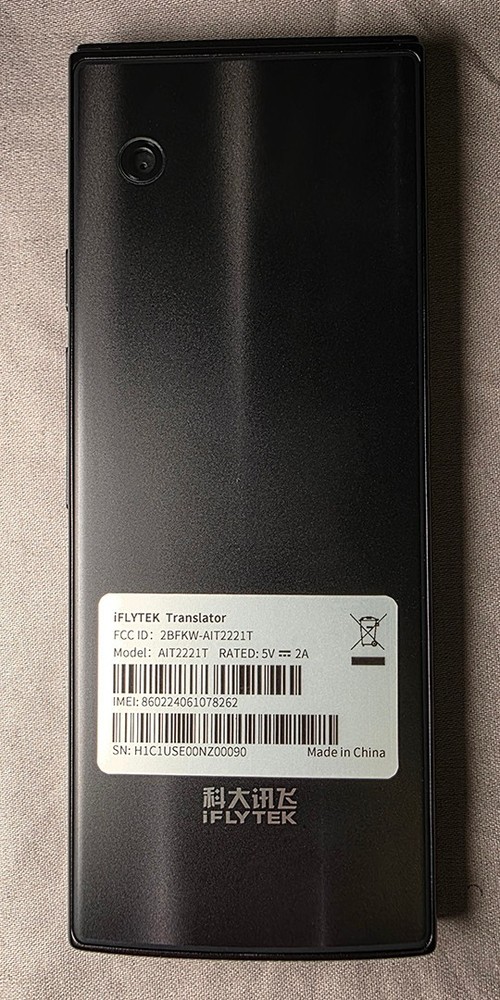 iFLYTEK Translator
FCC ID: 2BFKW-AIT2221T
Model: AIT2221T RATED: 5V ⎓ 2A
IMEI: 860224061078262
SN: H1C1USE00NZ00090 Made in China
科大讯飞
iFLYTEK